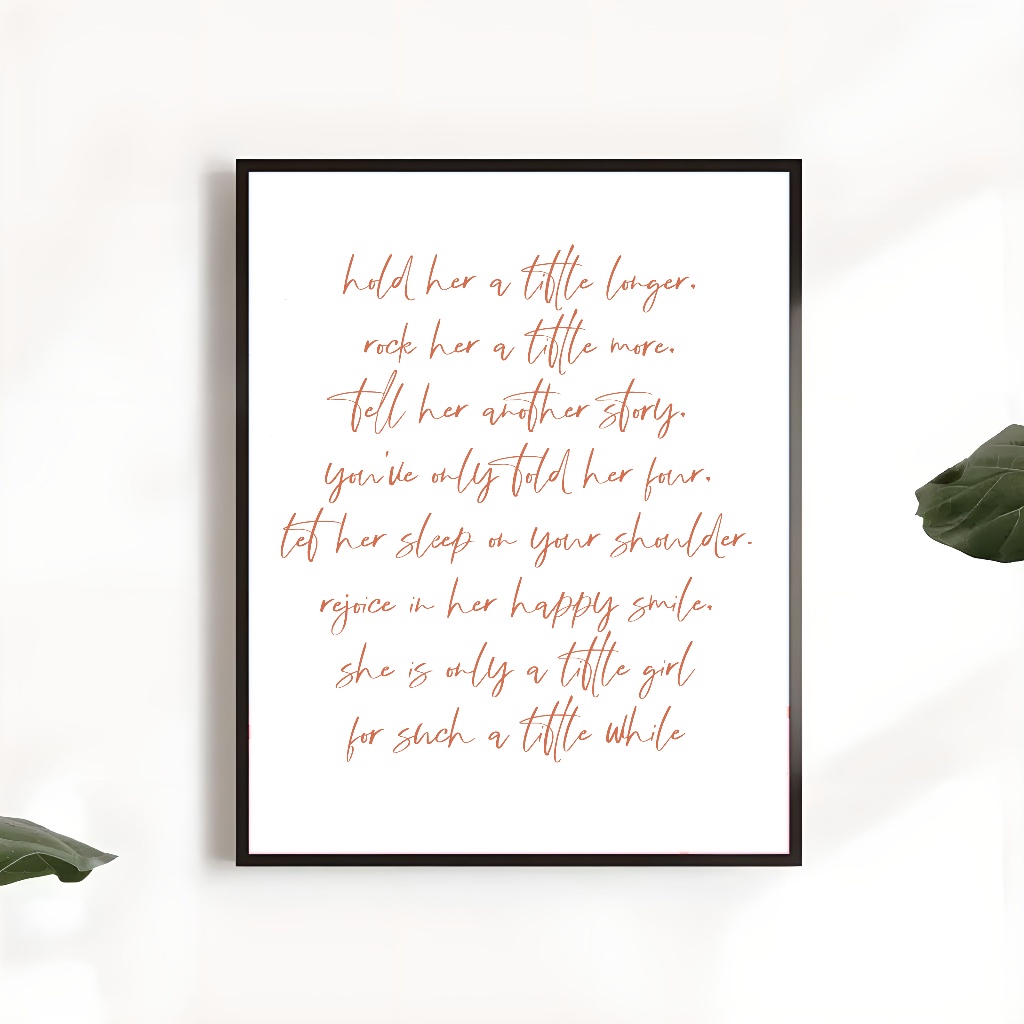 hold her a little longer.
rock her a little more.
tell her another story.
you've only told her four.
let her sleep on your shoulder.
rejoice in her happy smile.
she is only a little girl
for such a little while